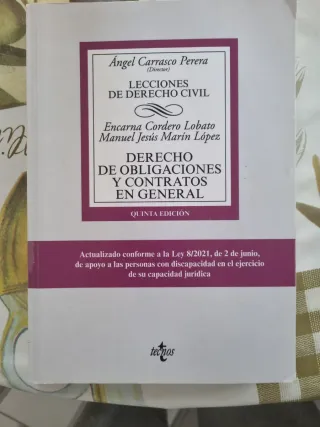 Ángel Carrasco Perera
(Director)
LECCIONES
DE DERECHO CIVIL
Encarna Cordero Lobato
Manuel Jesús Marín López
DERECHO
DE OBLIGACIONES
Y CONTRATOS
EN GENERAL
QUINTA EDICIÓN
Actualizado conforme a la Ley 8/2021, de 2 de junio,
de apoyo a las personas con discapacidad en el ejercicio
de su capacidad jurídica
tecnos